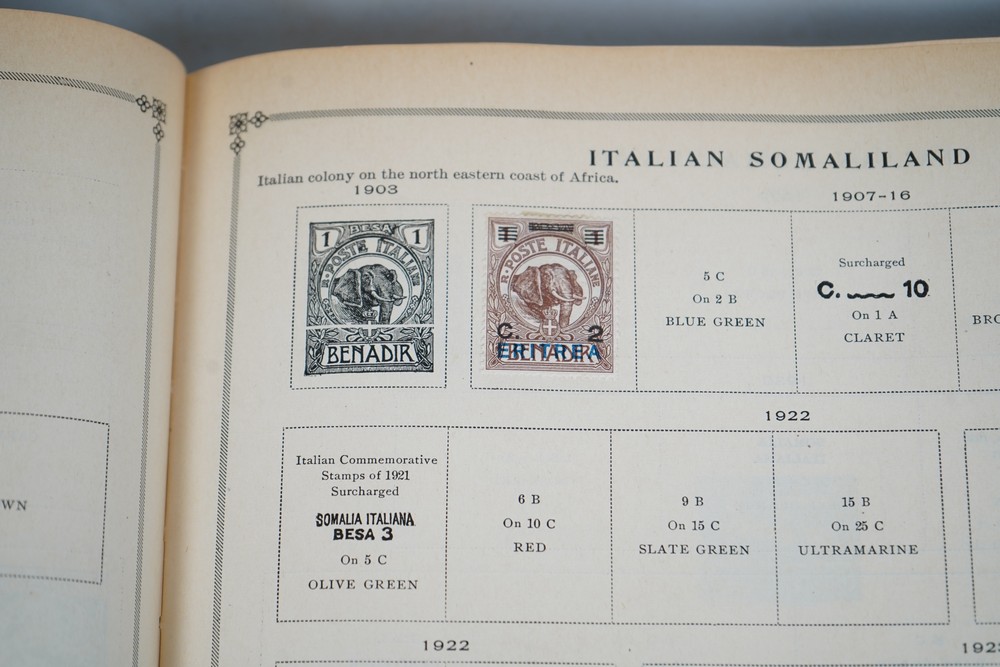 ITALIAN SOMALILAND
Italian colony on the north eastern coast of Africa.
1903
1907-16
1 BESA 1
R. POSTE ITALIANE
BENADIR
R. POSTE ITALIANE
C. 2
ERITREA
BENADIR
5 C
On 2 B
BLUE GREEN
Surcharged
C. 10
On 1 A
CLARET
1922
Italian Commemorative
Stamps of 1921
Surcharged
SOMALIA ITALIANA
BESA 3
On 5 C
OLIVE GREEN
6 B
On 10 C
RED
9 B
On 15 C
SLATE GREEN
15 B
On 25 C
ULTRAMARINE
WN
1922